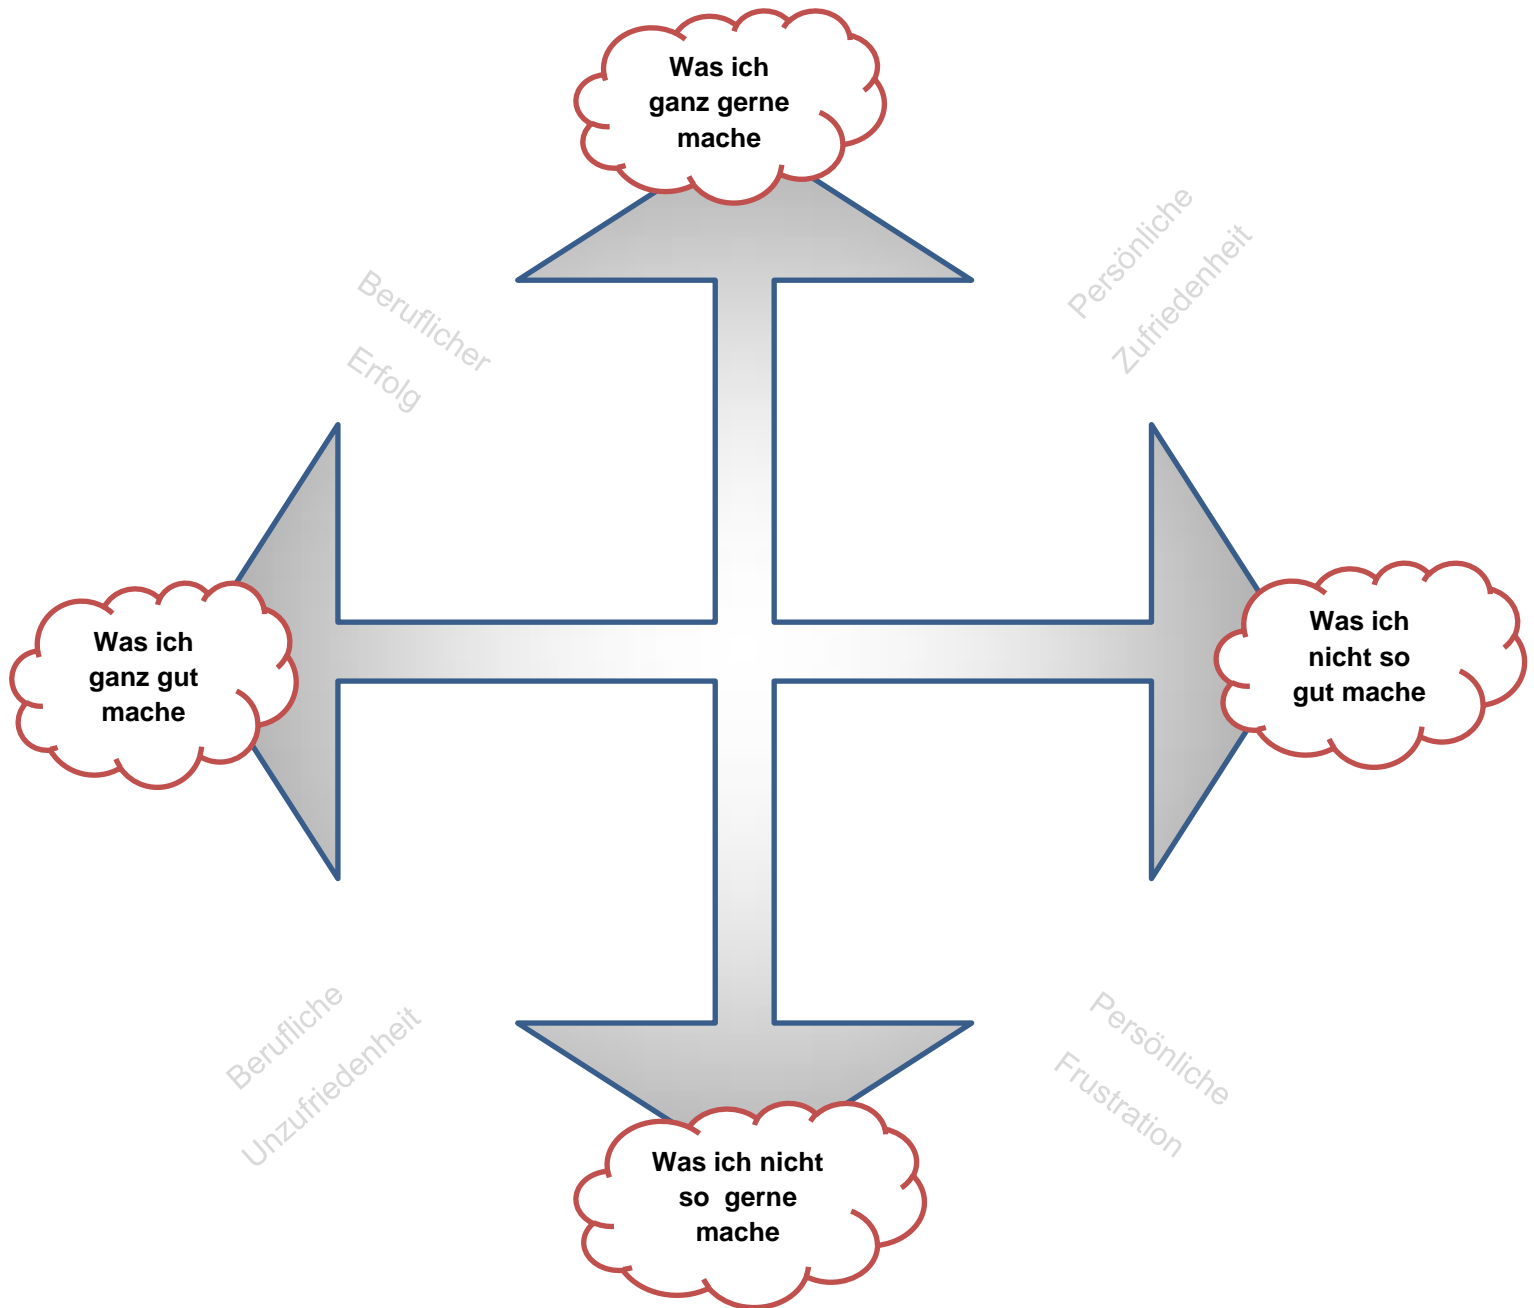 Was ich
ganz gerne
mache
Beruflicher
Erfolg
Persönliche
Zufriedenheit
Was ich
ganz gut
mache
Was ich
nicht so
gut mache
Berufliche
Unzufriedenheit
Persönliche
Frustration
Was ich nicht
so  gerne
mache